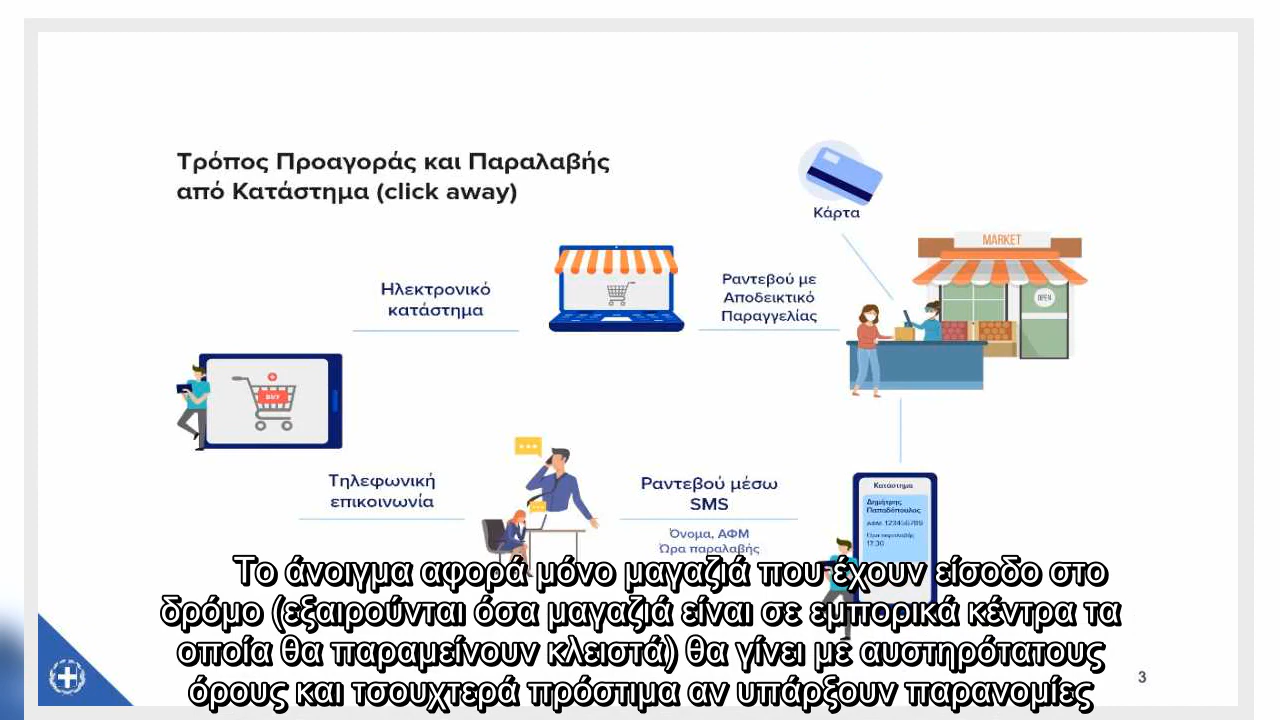 Τρόπος Προαγοράς και Παραλαβής
από Κατάστημα (click away)
Κάρτα
MARKET
OPEN
Ηλεκτρονικό
κατάστημα
Ραντεβού με
Αποδεικτικό
Παραγγελίας
BUY
Τηλεφωνική
επικοινωνία
Ραντεβού μέσω
SMS
Όνομα, ΑΦΜ
Ώρα παραλαβής
Κατάστημα
Δημήτρης
Παπαδόπουλος
ΑΦΜ: 123456789
Ώρα παραλαβής
17:30
Το άνοιγμα αφορά μόνο μαγαζιά που έχουν είσοδο στο
δρόμο (εξαιρούνται όσα μαγαζιά είναι σε εμπορικά κέντρα τα
οποία θα παραμείνουν κλειστά) θα γίνει με αυστηρότατους
όρους και τσουχτερά πρόστιμα αν υπάρξουν παρανομίες
3